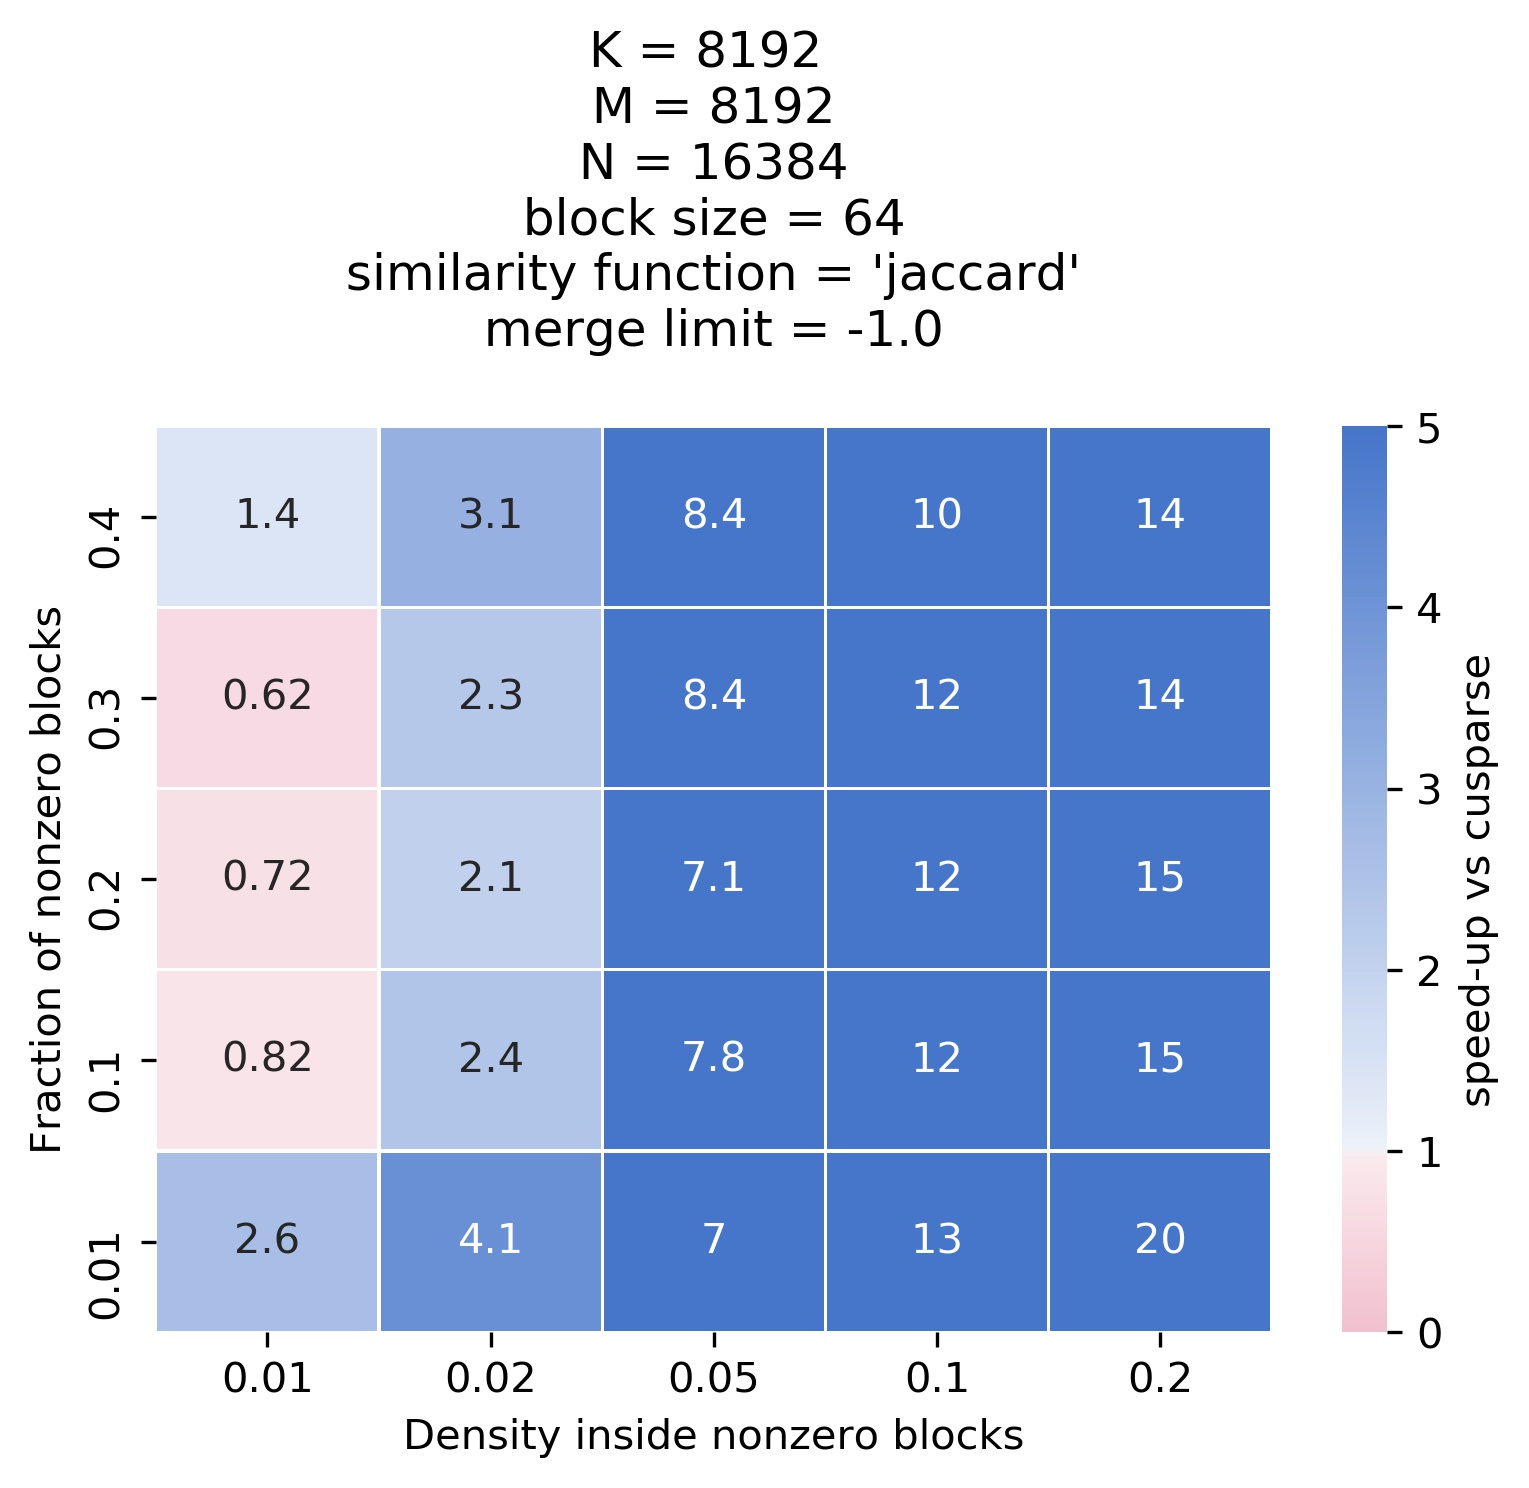 K = 8192
M = 8192
N = 16384
block size = 64
similarity function = 'jaccard'
merge limit = -1.0
Fraction of nonzero blocks
0.4 1.4 3.1 8.4 10 14
0.3 0.62 2.3 8.4 12 14
0.2 0.72 2.1 7.1 12 15
0.1 0.82 2.4 7.8 12 15
0.01 2.6 4.1 7 13 20
0.01 0.02 0.05 0.1 0.2
Density inside nonzero blocks
5
4
3
2
1
0
speed-up vs cusparse